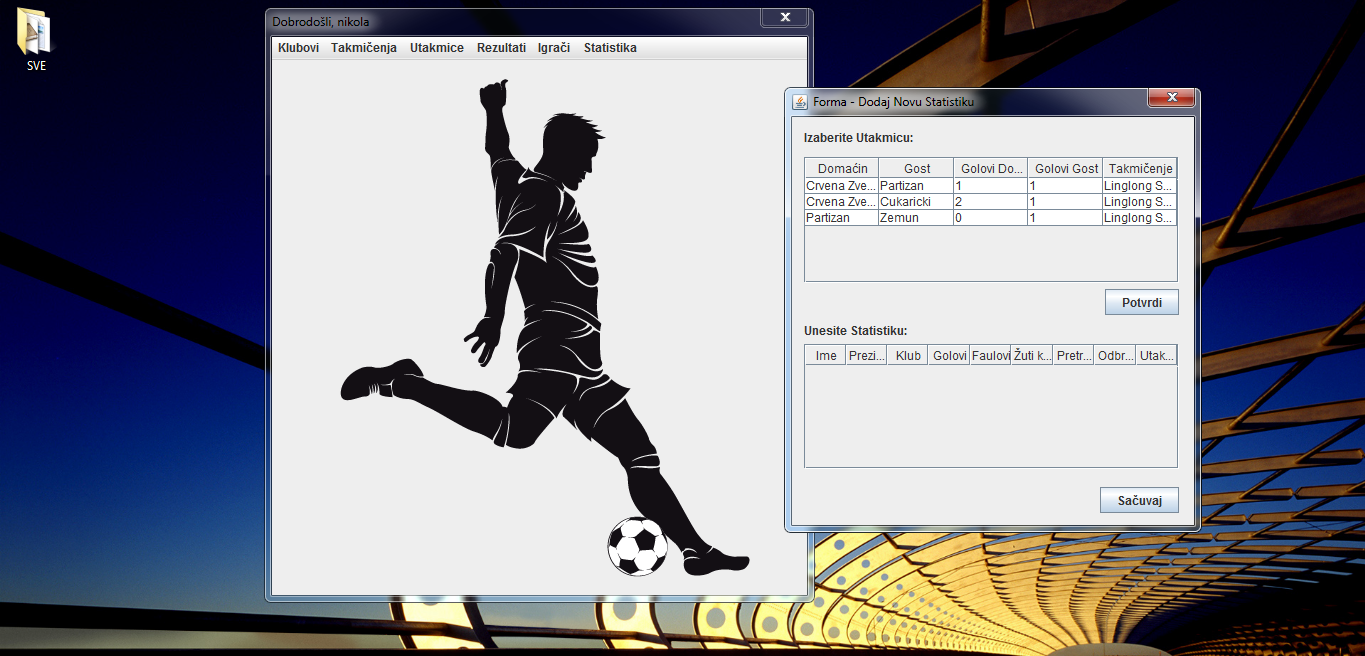 SVE
Dobrodošli, nikola
Klubovi Takmičenja Utakmice Rezultati Igrači Statistika
Forma - Dodaj Novu Statistiku
Izaberite Utakmicu:
Domaćin Gost Golovi Do... Golovi Gost Takmičenje
Crvena Zve... Partizan 1 1 Linglong S...
Crvena Zve... Cukaricki 2 1 Linglong S...
Partizan Zemun 0 1 Linglong S...
Potvrdi
Unesite Statistiku:
Ime Prezi... Klub Golovi Faulovi Žuti k... Pretr... Odbr... Utak...
Sačuvaj